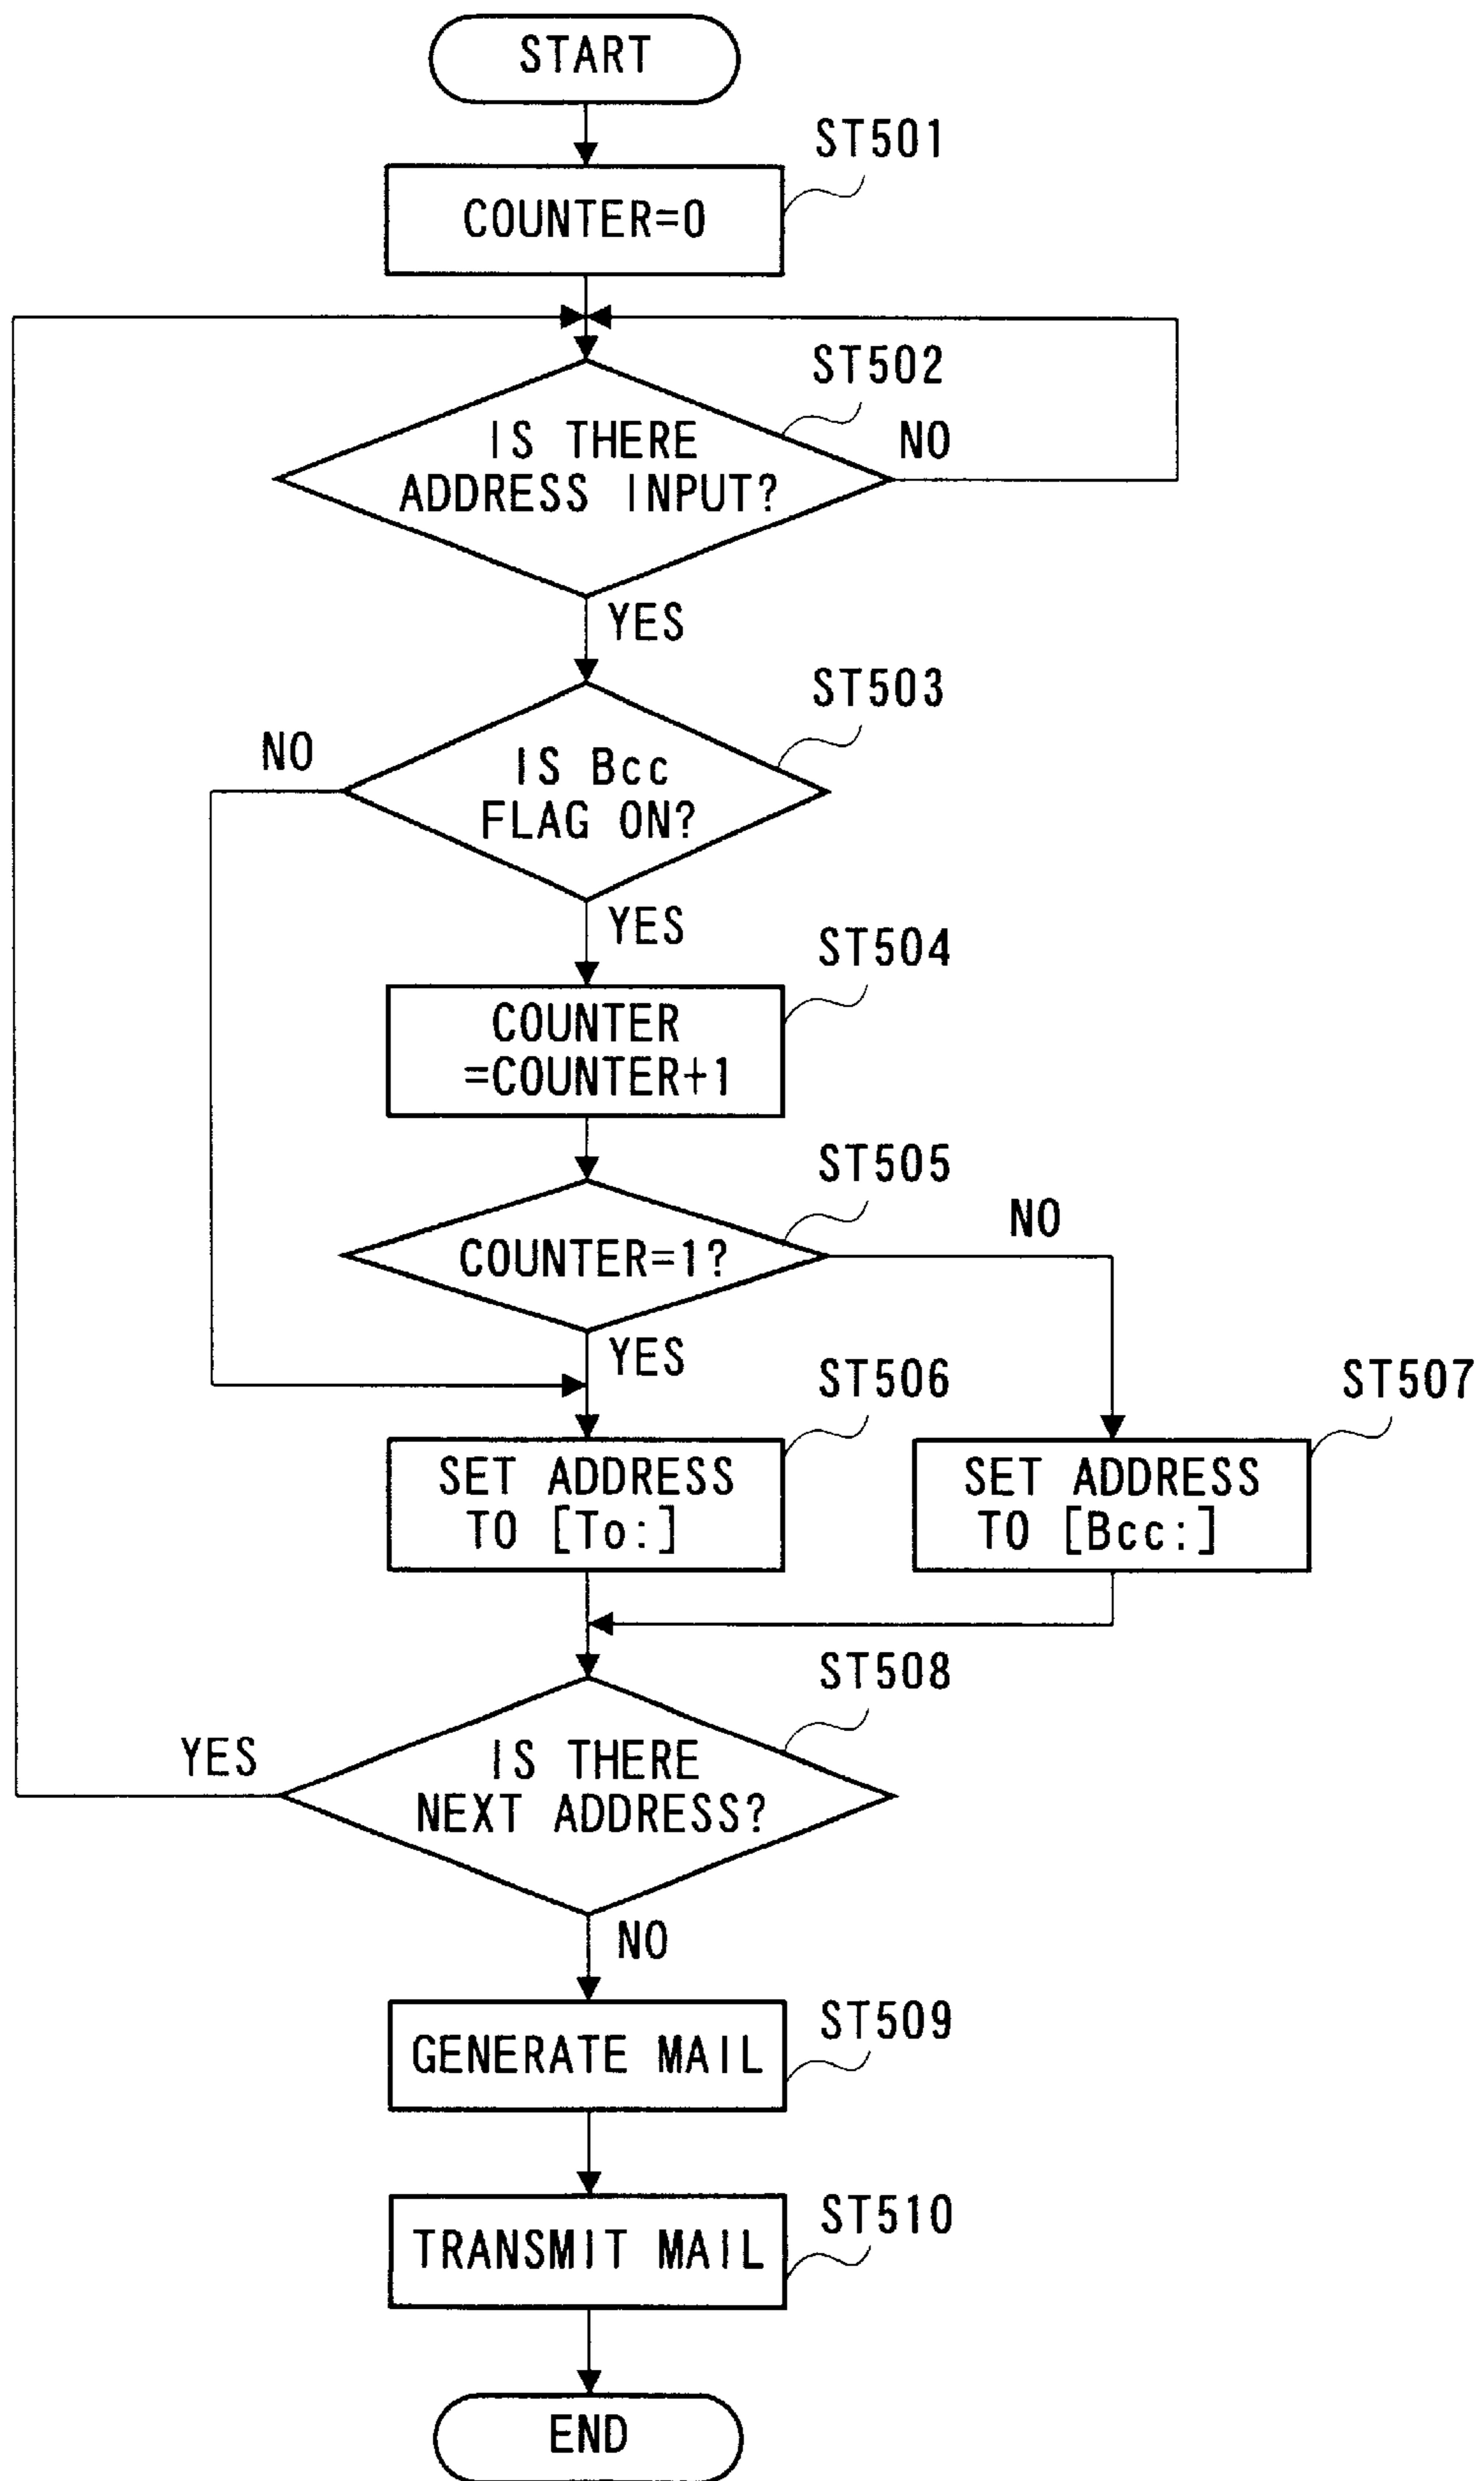 START
ST501
COUNTER=0
ST502
IS THERE
ADDRESS INPUT?
NO
YES
ST503
NO
IS Bcc
FLAG ON?
YES
ST504
COUNTER
=COUNTER+1
ST505
COUNTER=1?
NO
YES
ST506
ST507
SET ADDRESS
TO [To:]
SET ADDRESS
TO [Bcc:]
ST508
YES
IS THERE
NEXT ADDRESS?
NO
ST509
GENERATE MAIL
ST510
TRANSMIT MAIL
END